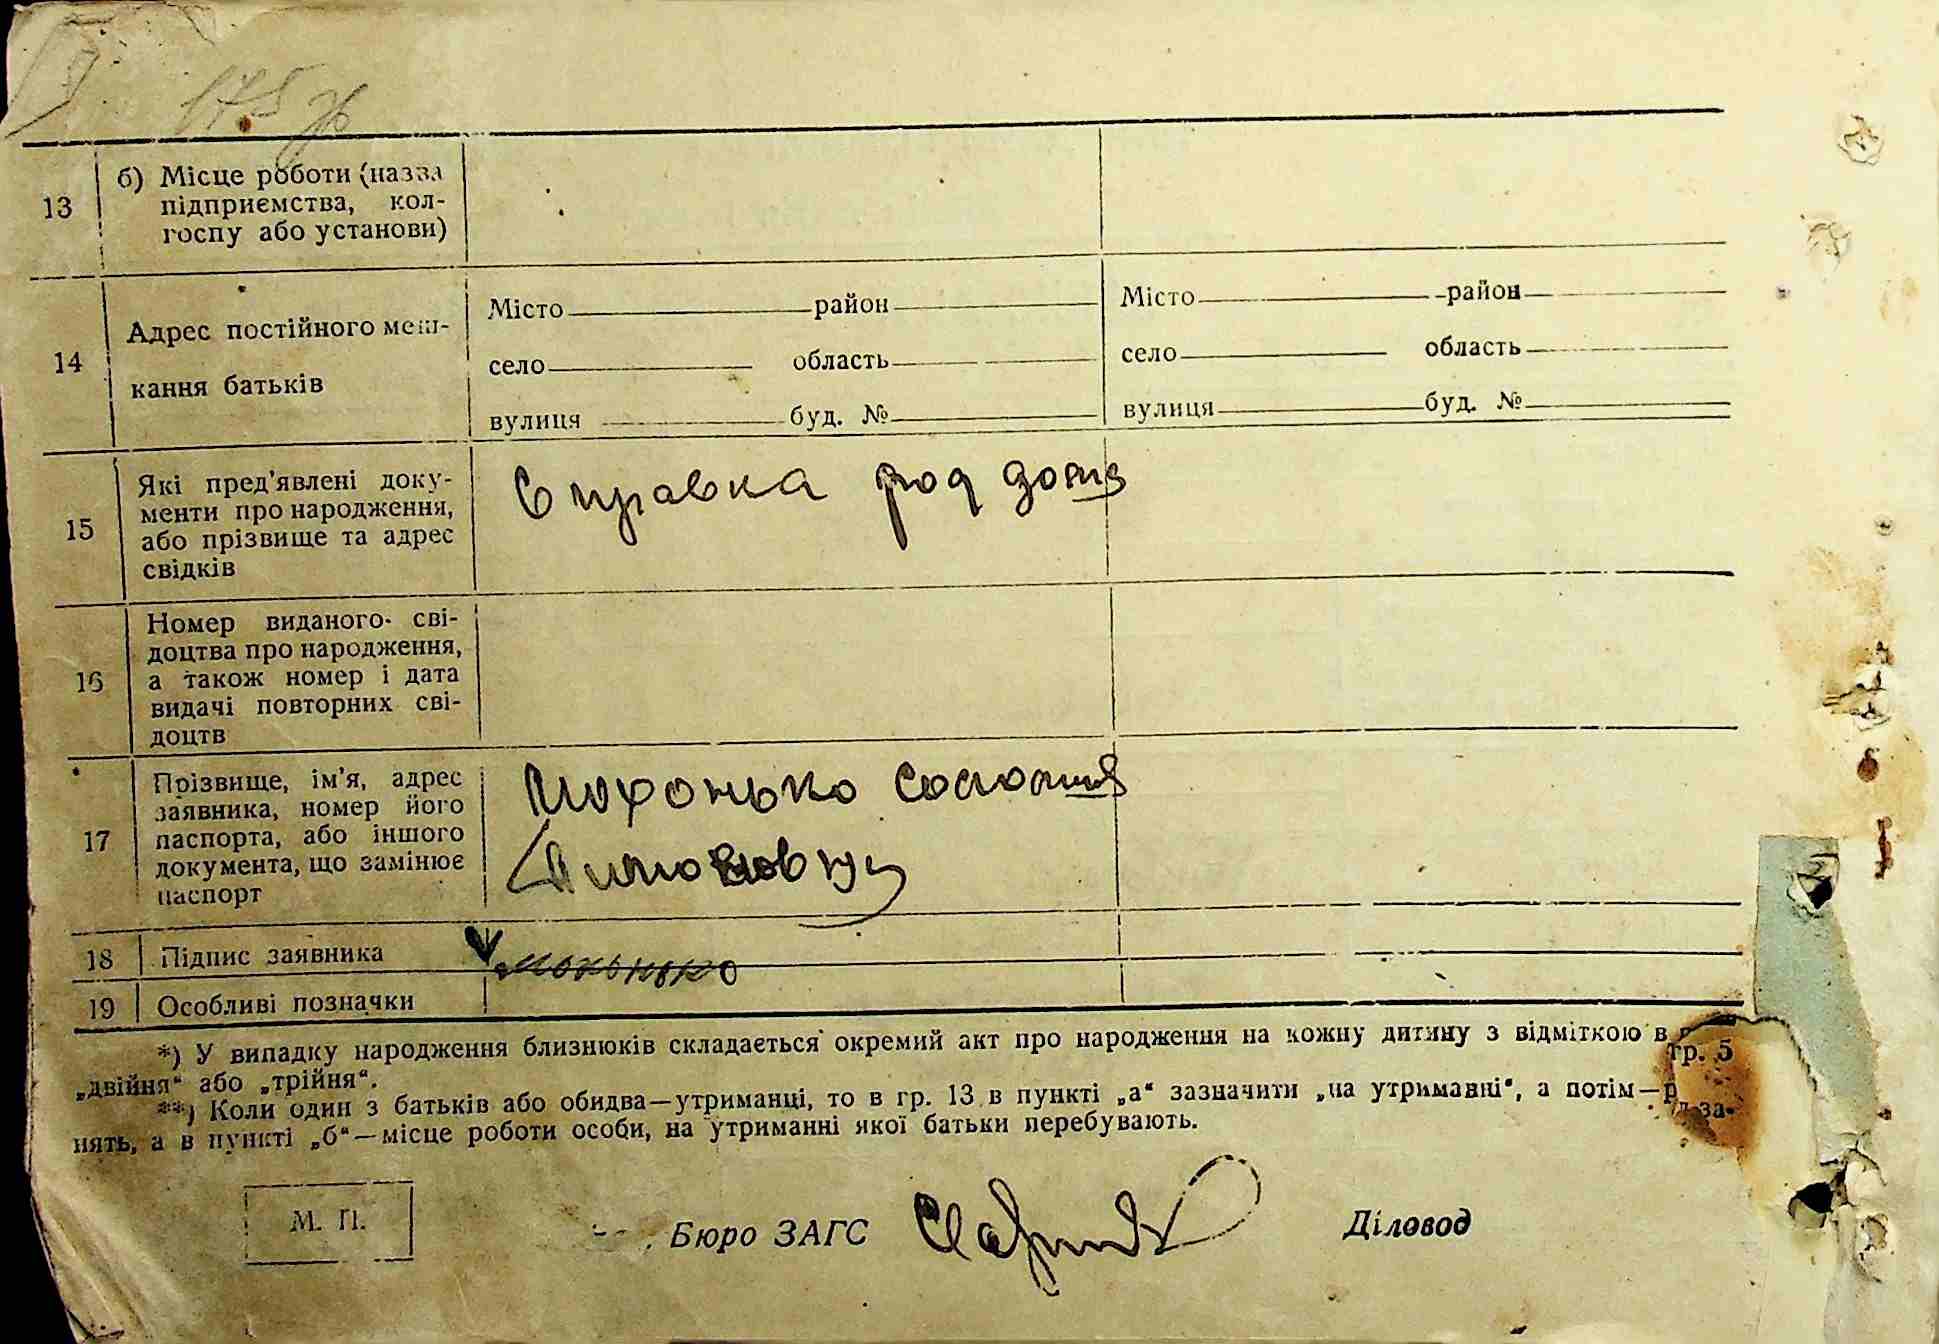 175
13
б) Місце роботи (назва
підприємства, кол-
госпу або установи)
14
Адрес постійного меш-
кання батьків
Місто район
село область
вулиця буд. №
Місто район
село область
вулиця буд. №
15
Які пред'явлені доку-
менти про народження,
або прізвище та адрес
свідків
Справка род дома
16
Номер виданого сві-
доцтва про народження,
а також номер і дата
видачі повторних сві-
доцтв
17
Прізвище, ім'я, адрес
заявника, номер його
паспорта, або іншого
документа, що замінює
паспорт
Мохонько
18 Підпис заявника
Мохонько
19 Особливі позначки
*) У випадку народження близнюків складається окремий акт про народження на кожну дитину з відміткою в гр. 5
„двійня“ або „трійня“.
**) Коли один з батьків або обидва—утриманці, то в гр. 13 в пункті „а“ зазначити „на утриманні“, а потім—
нять, а в пункті „б“—місце роботи особи, на утриманні якої батьки перебувають.
М. П.
Бюро ЗАГС
Діловод